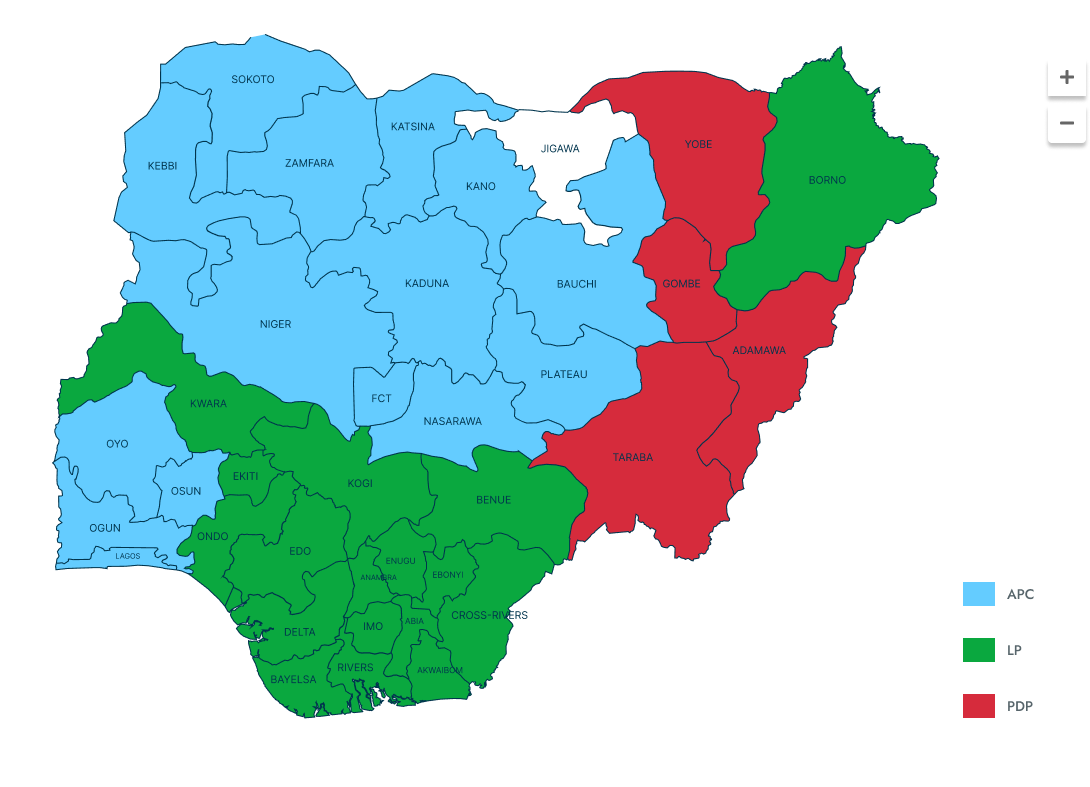 +
−
SOKOTO
KATSINA
JIGAWA
YOBE
KEBBI
ZAMFARA
KANO
BORNO
NIGER
KADUNA
BAUCHI
GOMBE
ADAMAWA
PLATEAU
FCT
KWARA
NASARAWA
OYO
TARABA
EKITI
KOGI
OSUN
BENUE
OGUN
ONDO
LAGOS
EDO
ENUGU
ANAMBRA
EBONYI
CROSS-RIVERS
ABIA
IMO
DELTA
RIVERS
AKWAIBOM
BAYELSA
APC
LP
PDP